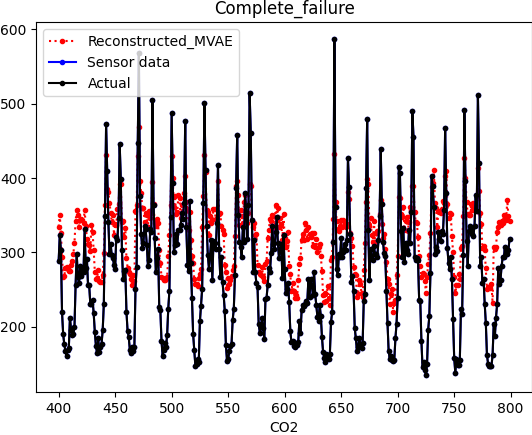 Complete_failure
600
500
400
300
200
Reconstructed_MVAE
Sensor data
Actual
400 450 500 550 600 650 700 750 800
CO2